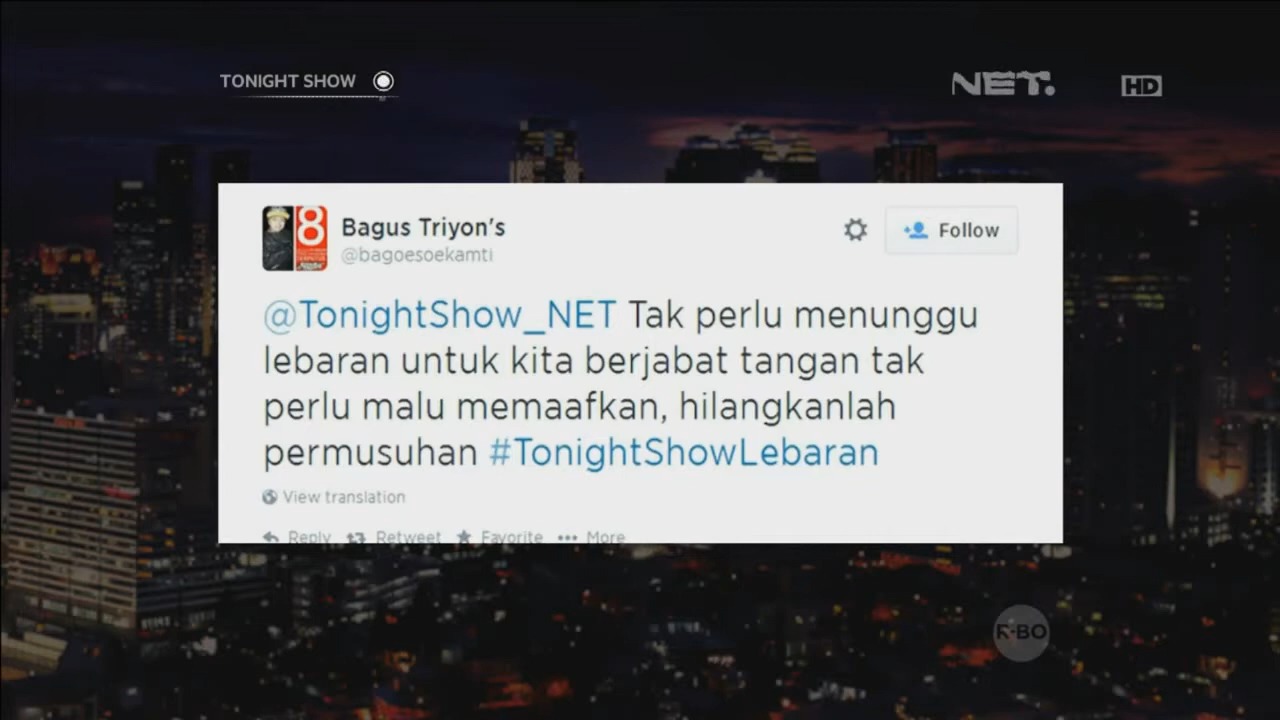 TONIGHT SHOW
NET.
HD
8
Bagus Triyon's
@bagoesoekamti
Follow
@TonightShow_NET Tak perlu menunggu
lebaran untuk kita berjabat tangan tak
perlu malu memaafkan, hilangkanlah
permusuhan #TonightShowLebaran
View translation
Reply Retweet Favorite More
R-BO